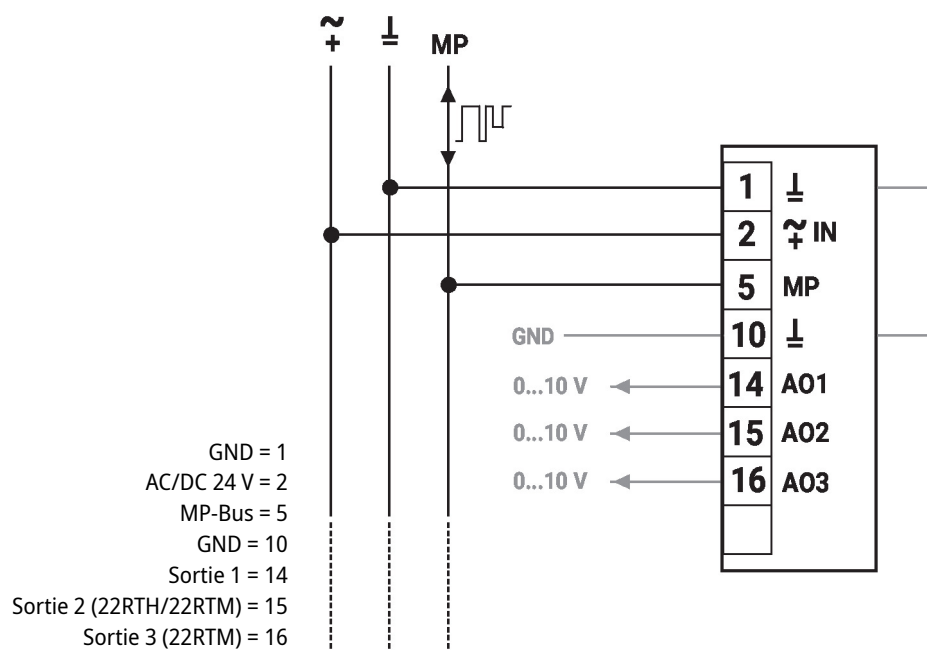 ~
+
⊥
=
MP
1 ⊥
2 ~ + IN
5 MP
GND 10 ⊥
0...10 V 14 AO1
0...10 V 15 AO2
0...10 V 16 AO3
GND = 1
AC/DC 24 V = 2
MP-Bus = 5
GND = 10
Sortie 1 = 14
Sortie 2 (22RTH/22RTM) = 15
Sortie 3 (22RTM) = 16